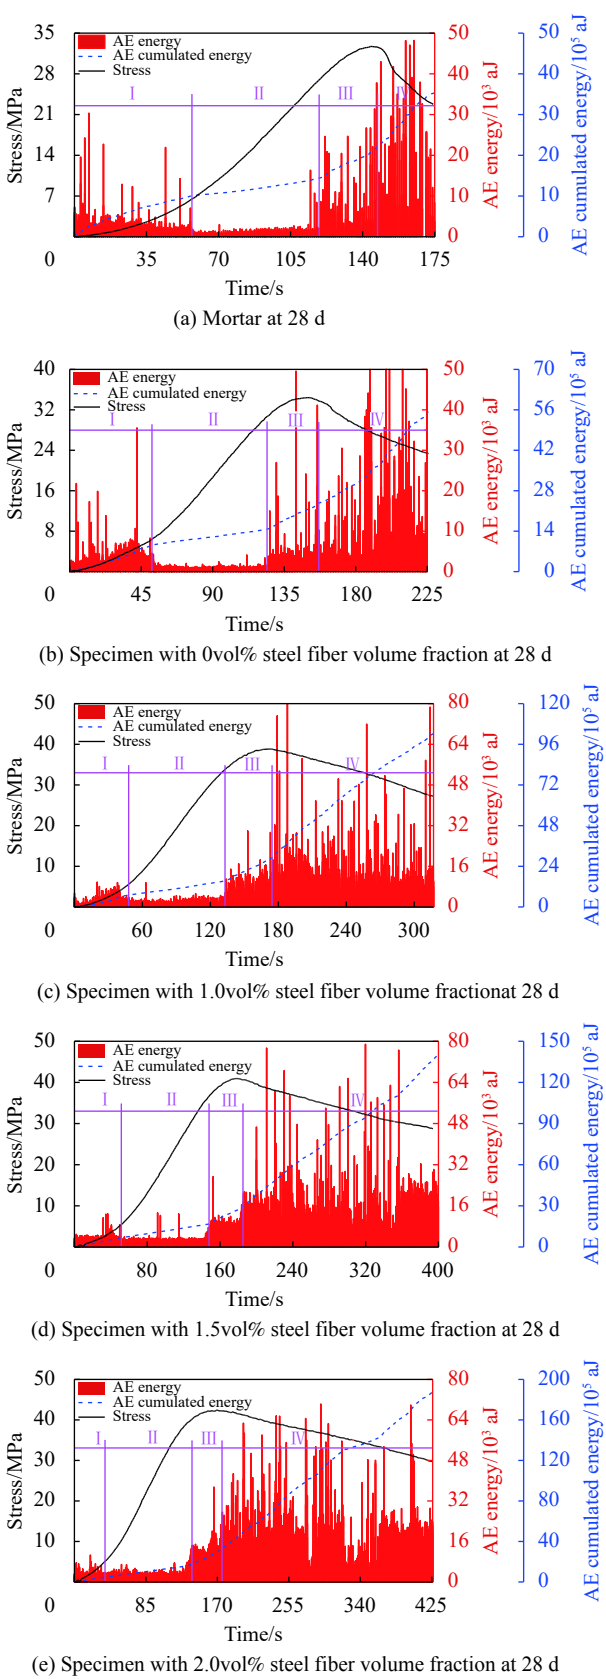 35
28
21
14
7
0
Stress/MPa
AE energy
AE cumulated energy
Stress
I
II
III
IV
50
40
30
20
10
0
AE energy/10³ aJ
50
40
30
20
10
0
AE cumulated energy/10⁵ aJ
35
70
105
140
175
Time/s
(a) Mortar at 28 d
40
32
24
16
8
0
Stress/MPa
AE energy
AE cumulated energy
Stress
I
II
III
IV
50
40
30
20
10
0
AE energy/10³ aJ
70
56
42
28
14
0
AE cumulated energy/10⁵ aJ
45
90
135
180
225
Time/s
(b) Specimen with 0vol% steel fiber volume fraction at 28 d
50
40
30
20
10
0
Stress/MPa
AE energy
AE cumulated energy
Stress
I
II
III
IV
80
64
48
32
16
0
AE energy/10³ aJ
120
96
72
48
24
0
AE cumulated energy/10⁵ aJ
60
120
180
240
300
Time/s
(c) Specimen with 1.0vol% steel fiber volume fractionat 28 d
50
40
30
20
10
0
Stress/MPa
AE energy
AE cumulated energy
Stress
I
II
III
IV
80
64
48
32
16
0
AE energy/10³ aJ
150
120
90
60
30
0
AE cumulated energy/10⁵ aJ
80
160
240
320
400
Time/s
(d) Specimen with 1.5vol% steel fiber volume fraction at 28 d
50
40
30
20
10
0
Stress/MPa
AE energy
AE cumulated energy
Stress
I
II
III
IV
80
64
48
32
16
0
AE energy/10³ aJ
200
160
120
80
40
0
AE cumulated energy/10⁵ aJ
85
170
255
340
425
Time/s
(e) Specimen with 2.0vol% steel fiber volume fraction at 28 d